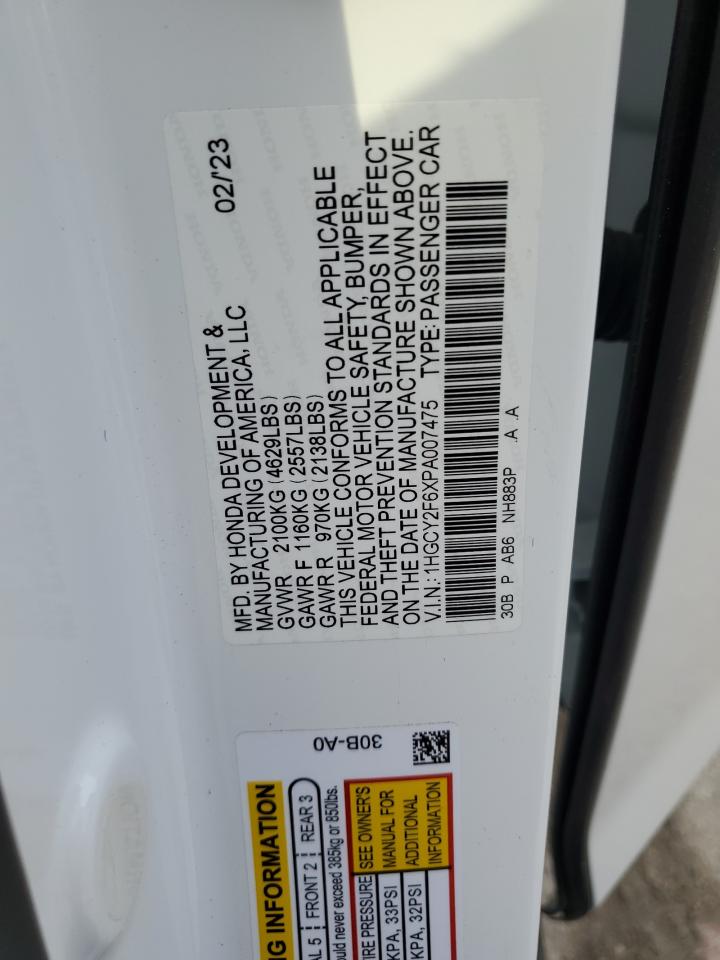 MFD. BY HONDA DEVELOPMENT & 02/'23
MANUFACTURING OF AMERICA, LLC
GVWR 2100KG (4629LBS)
GAWR F 1160KG (2557LBS)
GAWR R 970KG (2138LBS)
THIS VEHICLE CONFORMS TO ALL APPLICABLE
FEDERAL MOTOR VEHICLE SAFETY, BUMPER,
AND THEFT PREVENTION STANDARDS IN EFFECT
ON THE DATE OF MANUFACTURE SHOWN ABOVE.
V.I.N.: 1HGCY2F6XPA007475 TYPE: PASSENGER CAR
30B P AB6 NH883P .A .A
30B-A0
INFORMATION
5 FRONT 2 REAR 3
never exceed 385kg or 850lbs.
PRESSURE SEE OWNER'S
KPA, 33PSI MANUAL FOR
KPA, 32PSI ADDITIONAL
INFORMATION